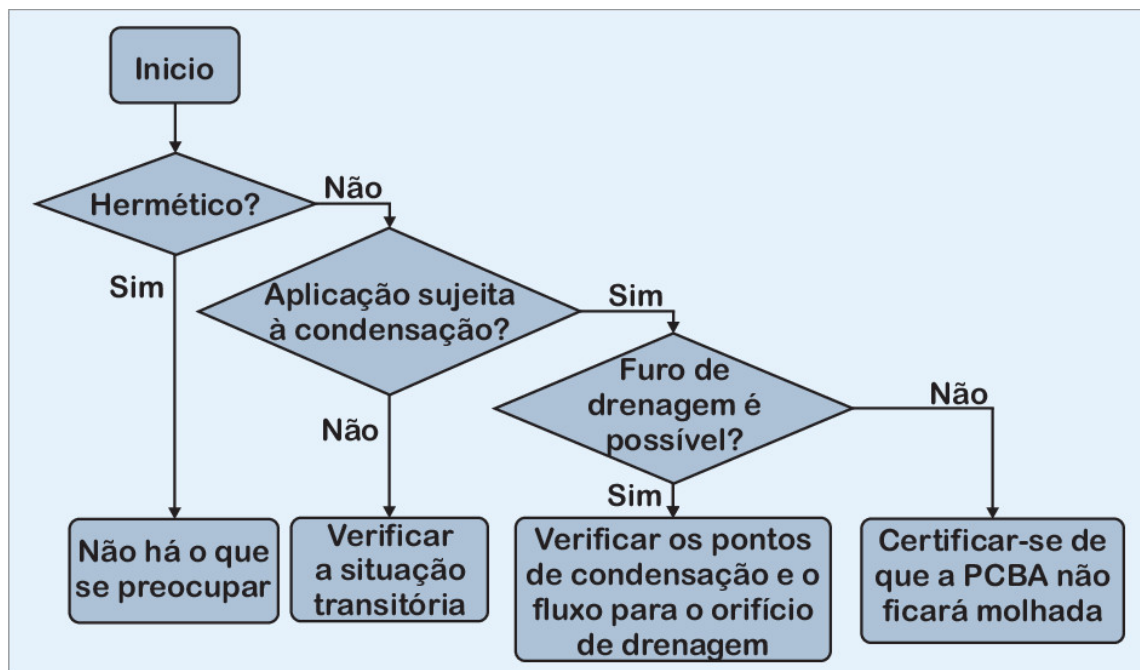 Inicio
Hermético?
Não
Sim
Aplicação sujeita
à condensação?
Sim
Não
Furo de
drenagem é
possível?
Não
Sim
Não há o que
se preocupar
Verificar
a situação
transitória
Verificar os pontos
de condensação e o
fluxo para o orifício
de drenagem
Certificar-se de
que a PCBA não
ficará molhada